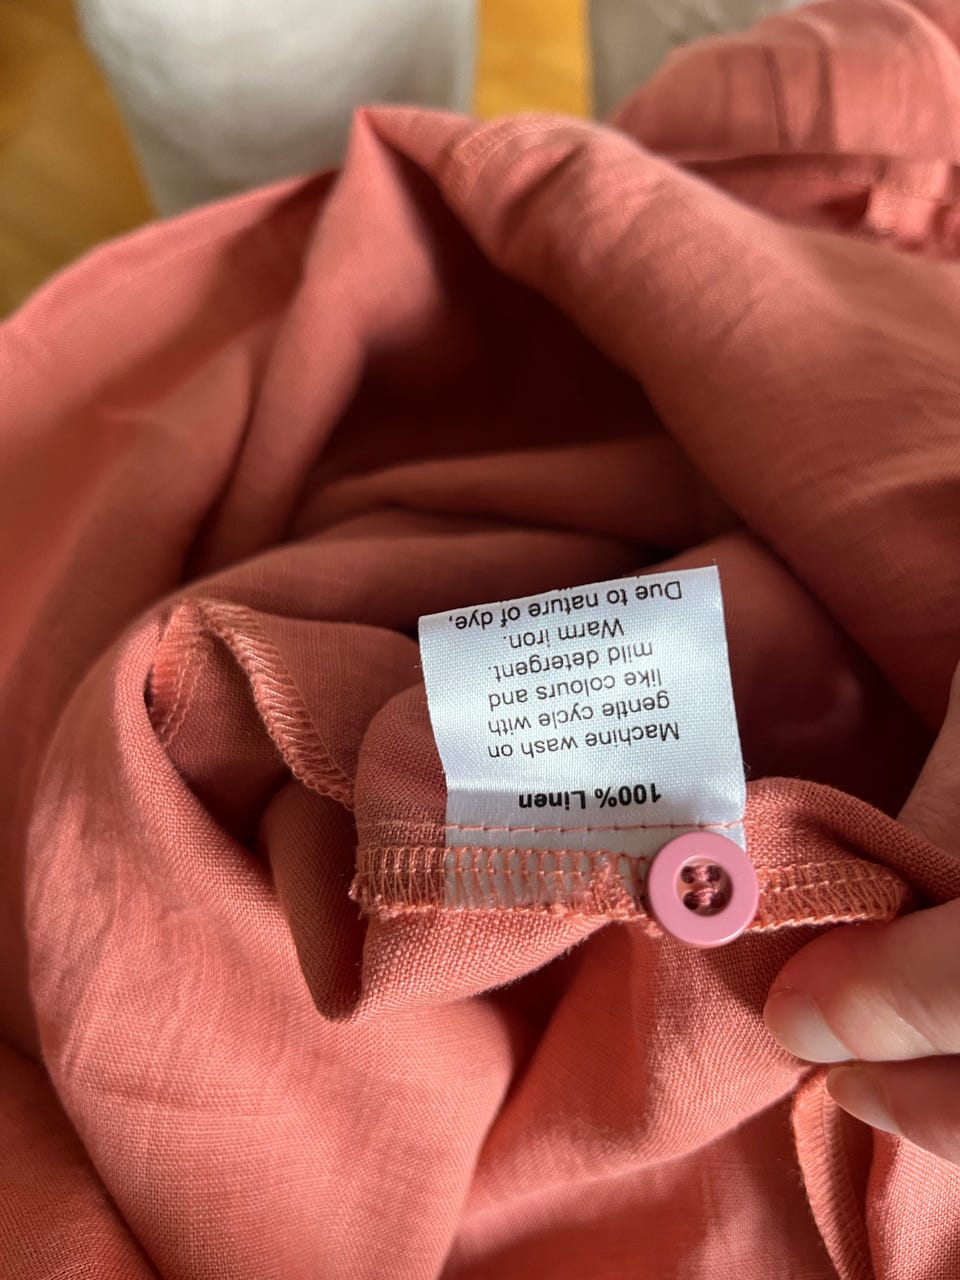 100% Linen
Machine wash on
gentle cycle with
like colours and
mild detergent.
Warm iron.
Due to nature of dye,